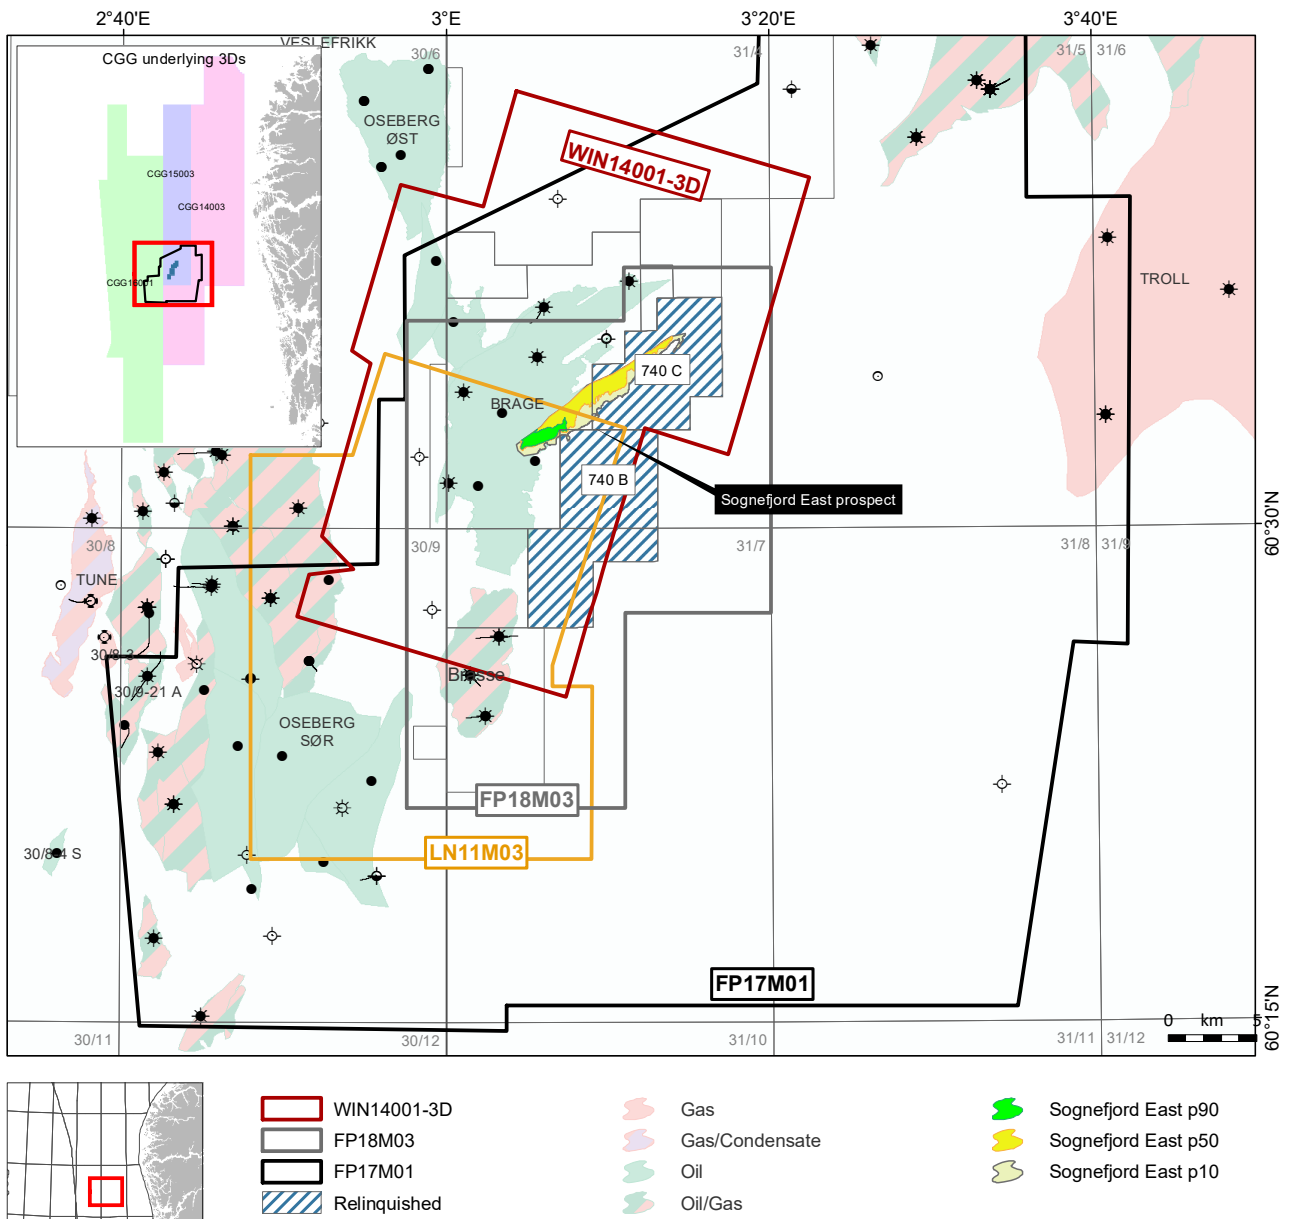 2°40'E
3°E
3°20'E
3°40'E
VESLEFRIKK
30/6
31/4
31/5
31/6
CGG underlying 3Ds
CGG15003
CGG14003
OSEBERG
ØST
WIN14001-3D
TROLL
740 C
BRAGE
740 B
Sognefjord East prospect
60°30'N
30/8
30/9
31/7
31/8
31/9
TUNE
30/8-3
30/9-21 A
Brasse
OSEBERG
SØR
FP18M03
LN11M03
30/8-4 S
FP17M01
0 km 5
60°15'N
30/11
30/12
31/10
31/11
31/12
WIN14001-3D
FP18M03
FP17M01
Relinquished
Gas
Gas/Condensate
Oil
Oil/Gas
Sognefjord East p90
Sognefjord East p50
Sognefjord East p10